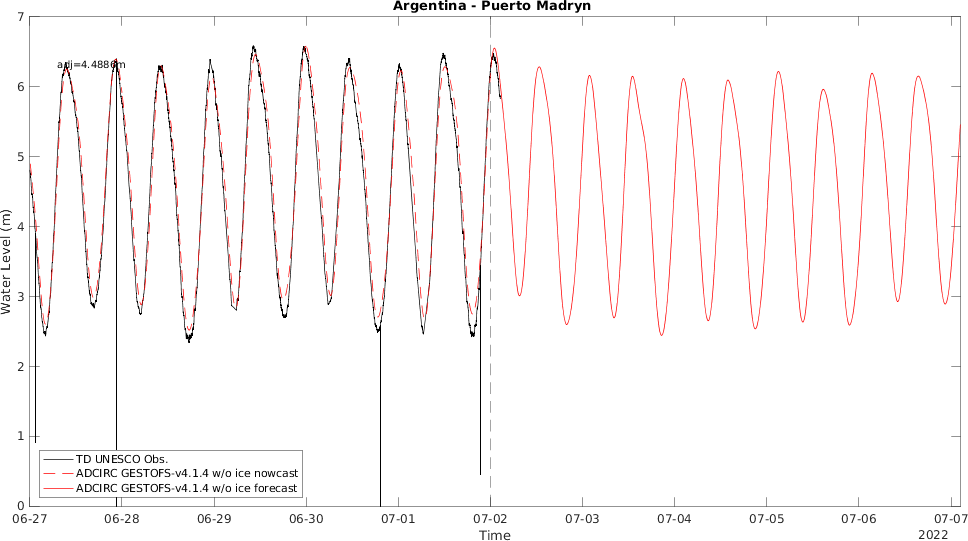 Argentina - Puerto Madryn
7
adj=4.4886m
6
5
4
3
2
1
0
Water Level (m)
TD UNESCO Obs.
ADCIRC GESTOFS-v4.1.4 w/o ice nowcast
ADCIRC GESTOFS-v4.1.4 w/o ice forecast
06-27 06-28 06-29 06-30 07-01 07-02 07-03 07-04 07-05 07-06 07-07
Time
2022